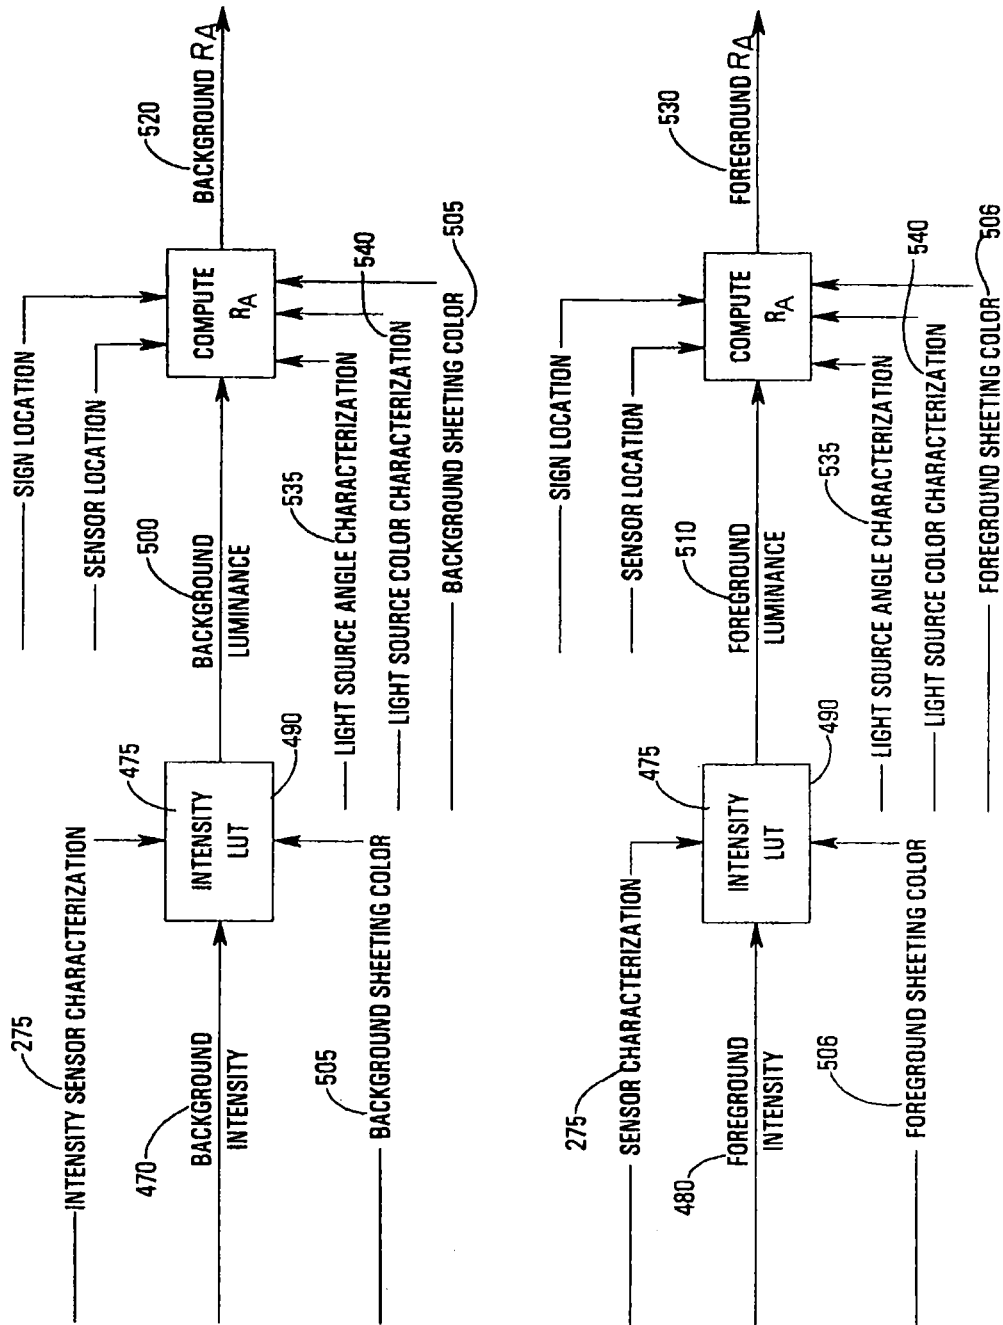 275
INTENSITY SENSOR CHARACTERIZATION
470
BACKGROUND
INTENSITY
505
BACKGROUND SHEETING COLOR
475
INTENSITY
LUT
490
500
BACKGROUND
LUMINANCE
SIGN LOCATION
SENSOR LOCATION
535
LIGHT SOURCE ANGLE CHARACTERIZATION
540
LIGHT SOURCE COLOR CHARACTERIZATION
505
BACKGROUND SHEETING COLOR
COMPUTE
RA
520
BACKGROUND RA
275
SENSOR CHARACTERIZATION
480
FOREGROUND
INTENSITY
506
FOREGROUND SHEETING COLOR
475
INTENSITY
LUT
490
510
FOREGROUND
LUMINANCE
SIGN LOCATION
SENSOR LOCATION
535
LIGHT SOURCE ANGLE CHARACTERIZATION
540
LIGHT SOURCE COLOR CHARACTERIZATION
506
FOREGROUND SHEETING COLOR
COMPUTE
RA
530
FOREGROUND RA